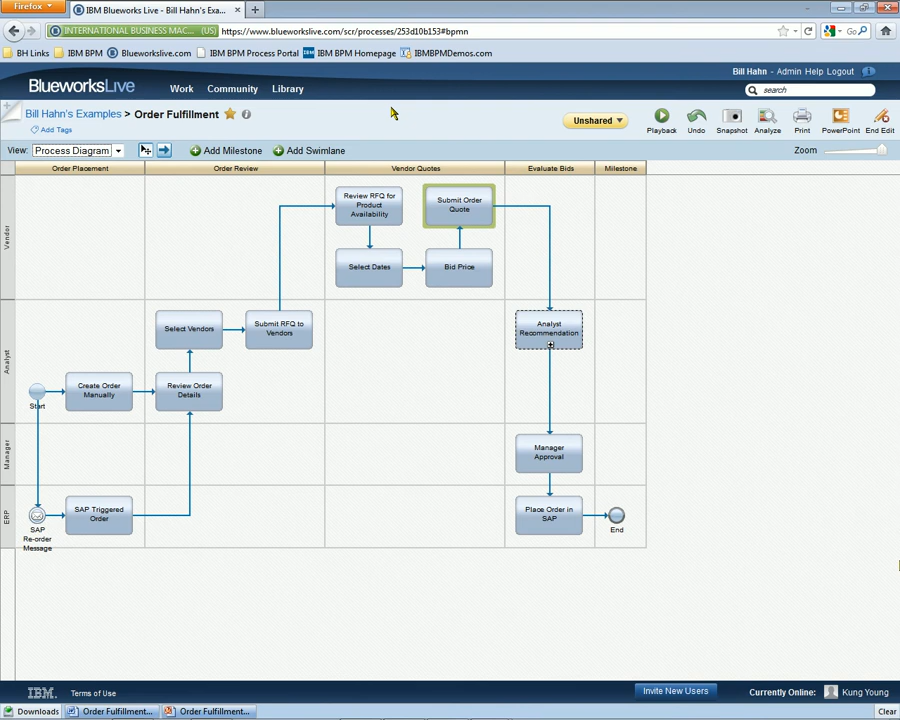 Firefox
IBM Blueworks Live - Bill Hahn's Exa...
INTERNATIONAL BUSINESS MAC... (US)
https://www.blueworkslive.com/scr/processes/253d10b153#bpmn
Go
BH Links
IBM BPM
Blueworkslive.com
IBM BPM Process Portal
IBM
IBM BPM Homepage
IBMBPMDemos.com
BlueworksLive
Work
Community
Library
Bill Hahn - Admin Help Logout
search
Bill Hahn's Examples > Order Fulfillment
Add Tags
Unshared
Playback
Undo
Snapshot
Analyze
Print
PowerPoint
End Edit
View:
Process Diagram
Add Milestone
Add Swimlane
Zoom
Order Placement
Order Review
Vendor Quotes
Evaluate Bids
Milestone
Vendor
Review RFQ for
Product
Availability
Submit Order
Quote
Select Dates
Bid Price
Analyst
Select Vendors
Submit RFQ to
Vendors
Analyst
Recommendation
Start
Create Order
Manually
Review Order
Details
Manager
Manager
Approval
ERP
SAP
Re-order
Message
SAP Triggered
Order
Place Order in
SAP
End
IBM.
Terms of Use
Invite New Users
Currently Online:
Kung Young
Downloads
Order Fulfillment...
Order Fulfillment...
Clear